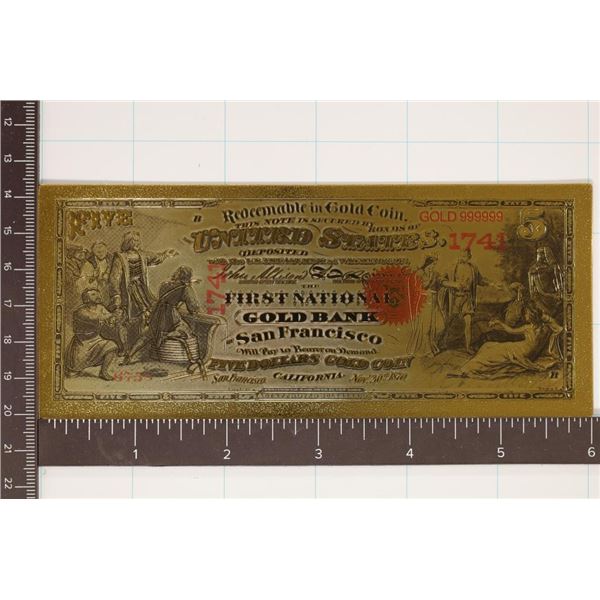 FIVE
B
Redeemable in Gold Coin.
GOLD 999999
5
THIS NOTE IS SECURED BY BONDS OF
UNITED STATES.
1741
DEPOSITED
1741
THE
FIRST NATIONAL
GOLD BANK
San Francisco
Will Pay to Bearer on Demand
FIVE DOLLARS GOLD COIN
875
San Francisco
CALIFORNIA
Nov. 30th 1870
B
12
13
14
15
16
17
18
19
20
21
22
1
2
3
4
5
6